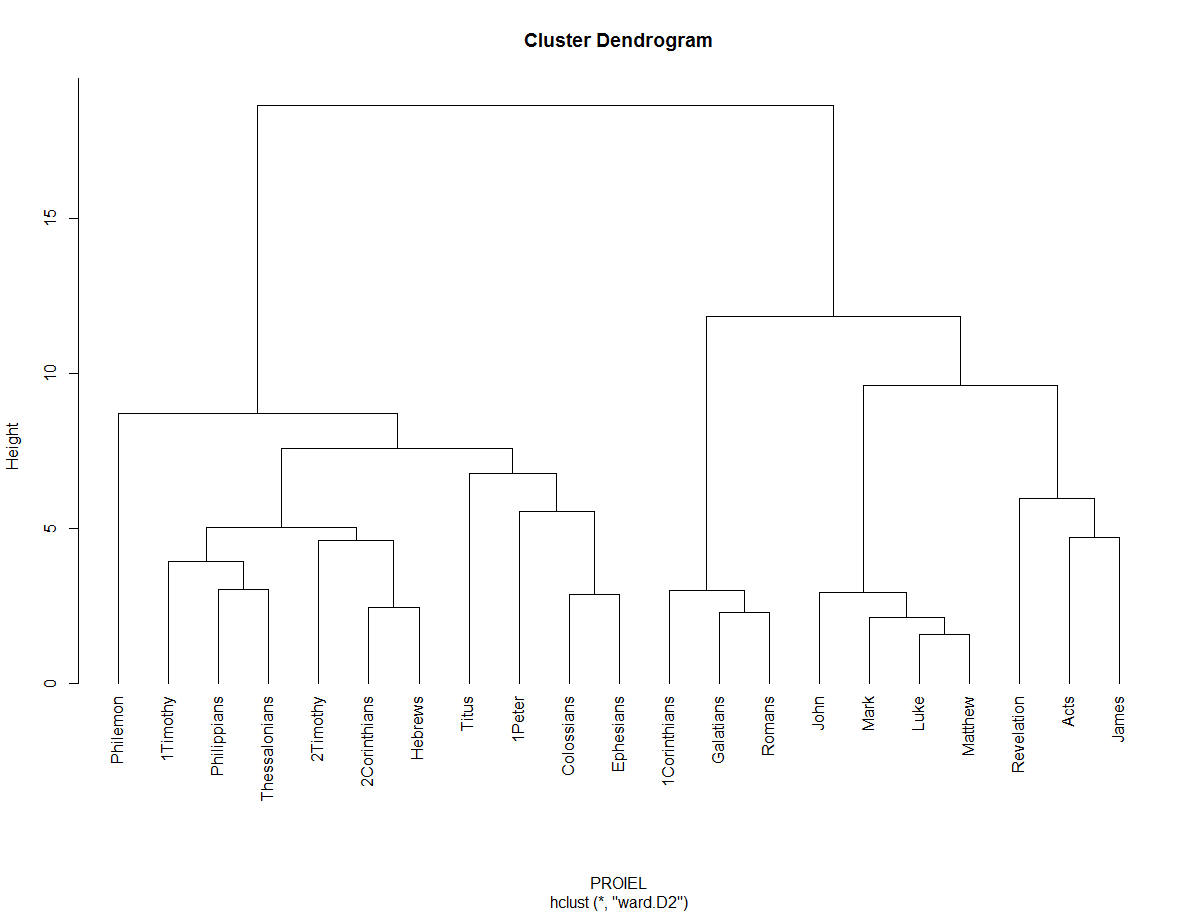 Cluster Dendrogram
Height
15
10
5
0
Philemon
1Timothy
Philippians
Thessalonians
2Timothy
2Corinthians
Hebrews
Titus
1Peter
Colossians
Ephesians
1Corinthians
Galatians
Romans
John
Mark
Luke
Matthew
Revelation
Acts
James
PROIEL
hclust (*, "ward.D2")